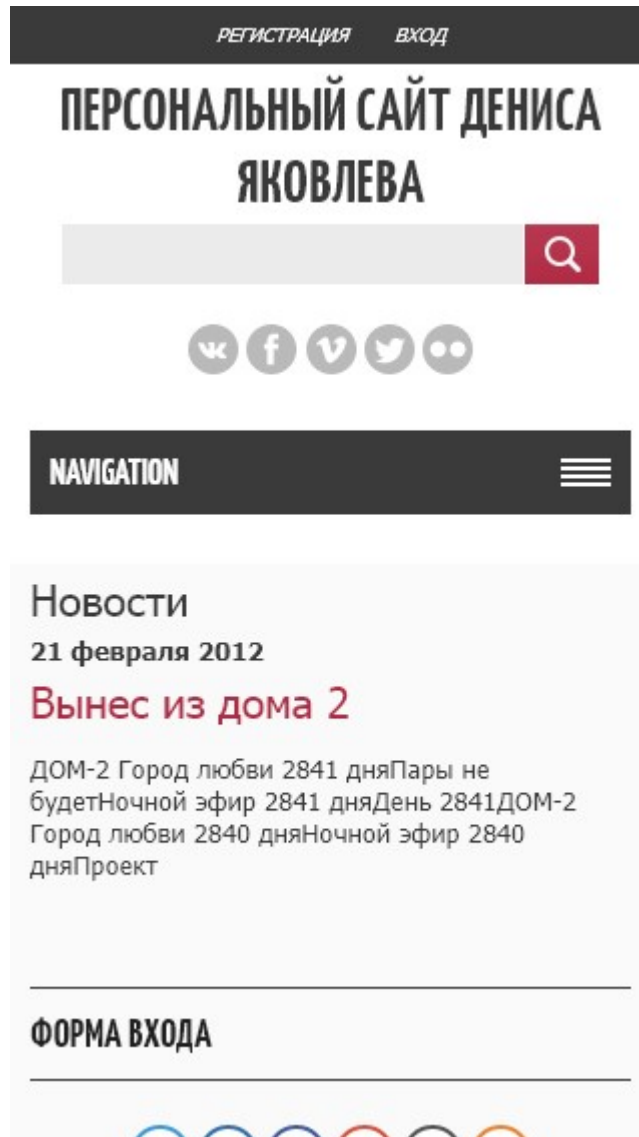 РЕГИСТРАЦИЯ ВХОД
ПЕРСОНАЛЬНЫЙ САЙТ ДЕНИСА
ЯКОВЛЕВА
NAVIGATION
Новости
21 февраля 2012
Вынес из дома 2
ДОМ-2 Город любви 2841 дняПары не
будетНочной эфир 2841 дняДень 2841ДОМ-2
Город любви 2840 дняНочной эфир 2840
дняПроект
ФОРМА ВХОДА